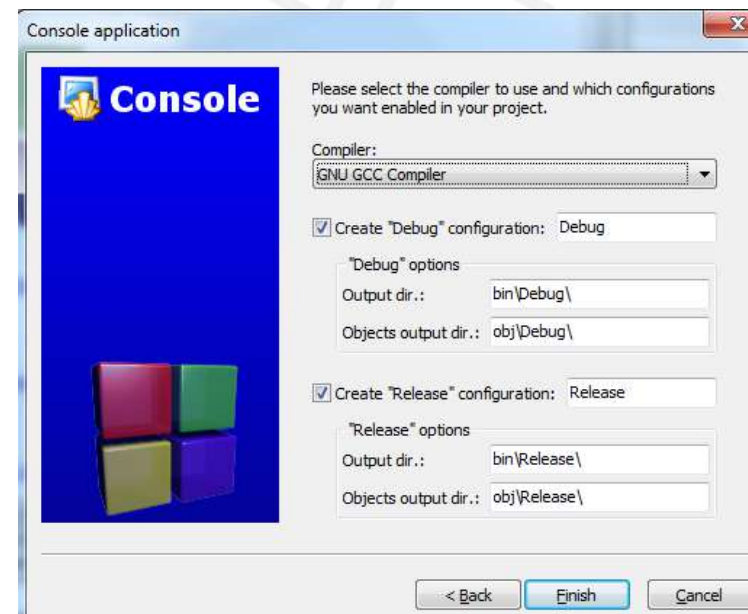 Console application
Console
Please select the compiler to use and which configurations
you want enabled in your project.
Compiler:
GNU GCC Compiler
Create "Debug" configuration: Debug
"Debug" options
Output dir.: bin\Debug\
Objects output dir.: obj\Debug\
Create "Release" configuration: Release
"Release" options
Output dir.: bin\Release\
Objects output dir.: obj\Release\
< Back Finish Cancel